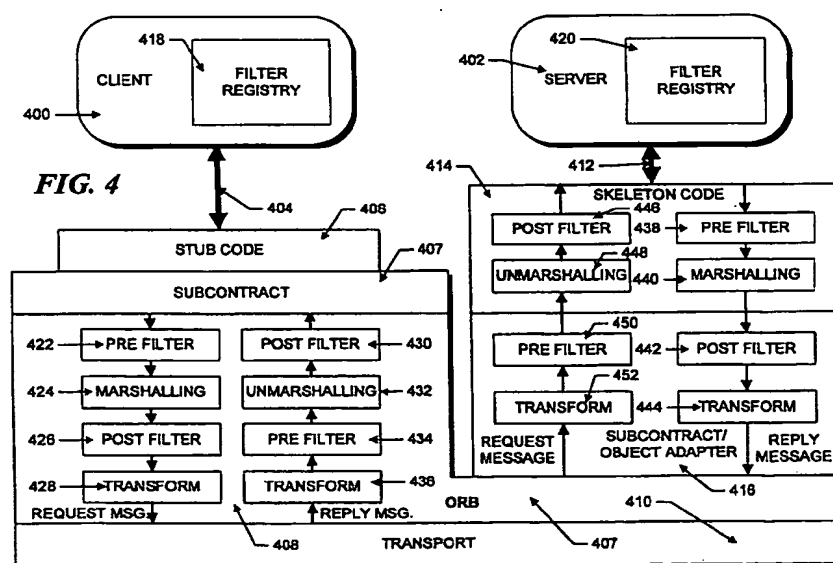 418
CLIENT
FILTER
REGISTRY
400
420
402
SERVER
FILTER
REGISTRY
FIG. 4
404
412
414
SKELETON CODE
406
STUB CODE
407
SUBCONTRACT
POST FILTER
446
438
PRE FILTER
UNMARSHALLING
448
440
MARSHALLING
422
PRE FILTER
POST FILTER
430
450
PRE FILTER
442
POST FILTER
424
MARSHALLING
UNMARSHALLING
432
452
TRANSFORM
444
TRANSFORM
426
POST FILTER
PRE FILTER
434
REQUEST
MESSAGE
SUBCONTRACT/
OBJECT ADAPTER
REPLY
MESSAGE
428
TRANSFORM
TRANSFORM
436
416
ORB
REQUEST MSG.
408
REPLY MSG.
407
410
TRANSPORT